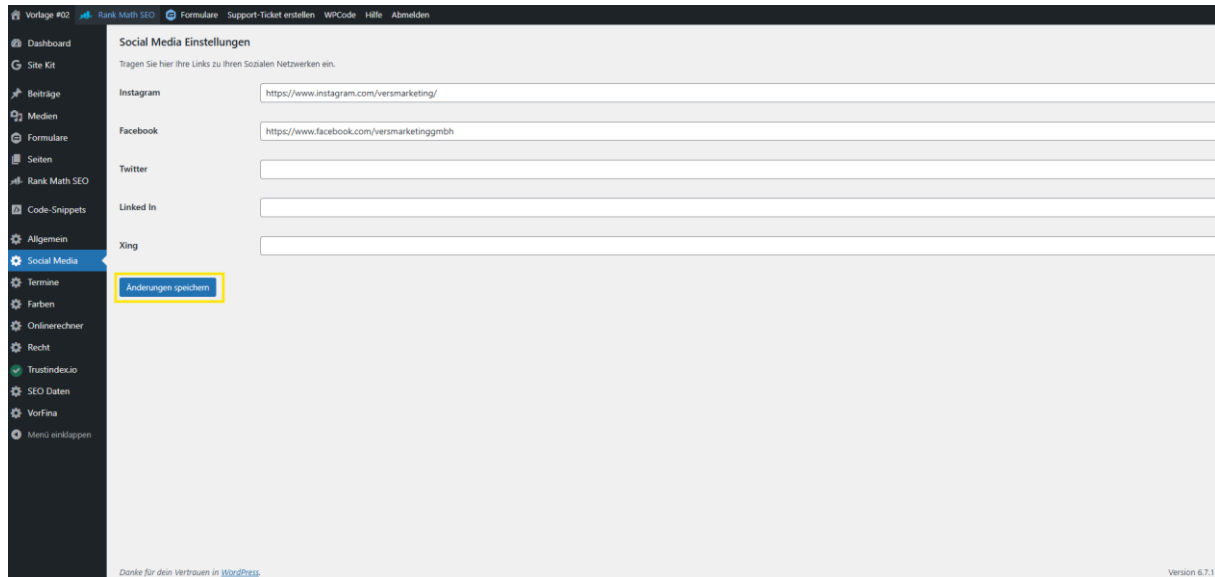 Vorlage #02 Rank Math SEO Formulare Support-Ticket erstellen WPCode Hilfe Abmelden
Dashboard
Site Kit
Beiträge
Medien
Formulare
Seiten
Rank Math SEO
Code-Snippets
Allgemein
Social Media
Termine
Farben
Onlinerechner
Recht
Trustindex.io
SEO Daten
VorFina
Menü einklappen
Social Media Einstellungen
Tragen Sie hier Ihre Links zu Ihren Sozialen Netzwerken ein.
Instagram https://www.instagram.com/versmarketing/
Facebook https://www.facebook.com/versmarketinggmbh
Twitter
Linked In
Xing
Änderungen speichern
Danke für dein Vertrauen in WordPress. Version 6.7.1